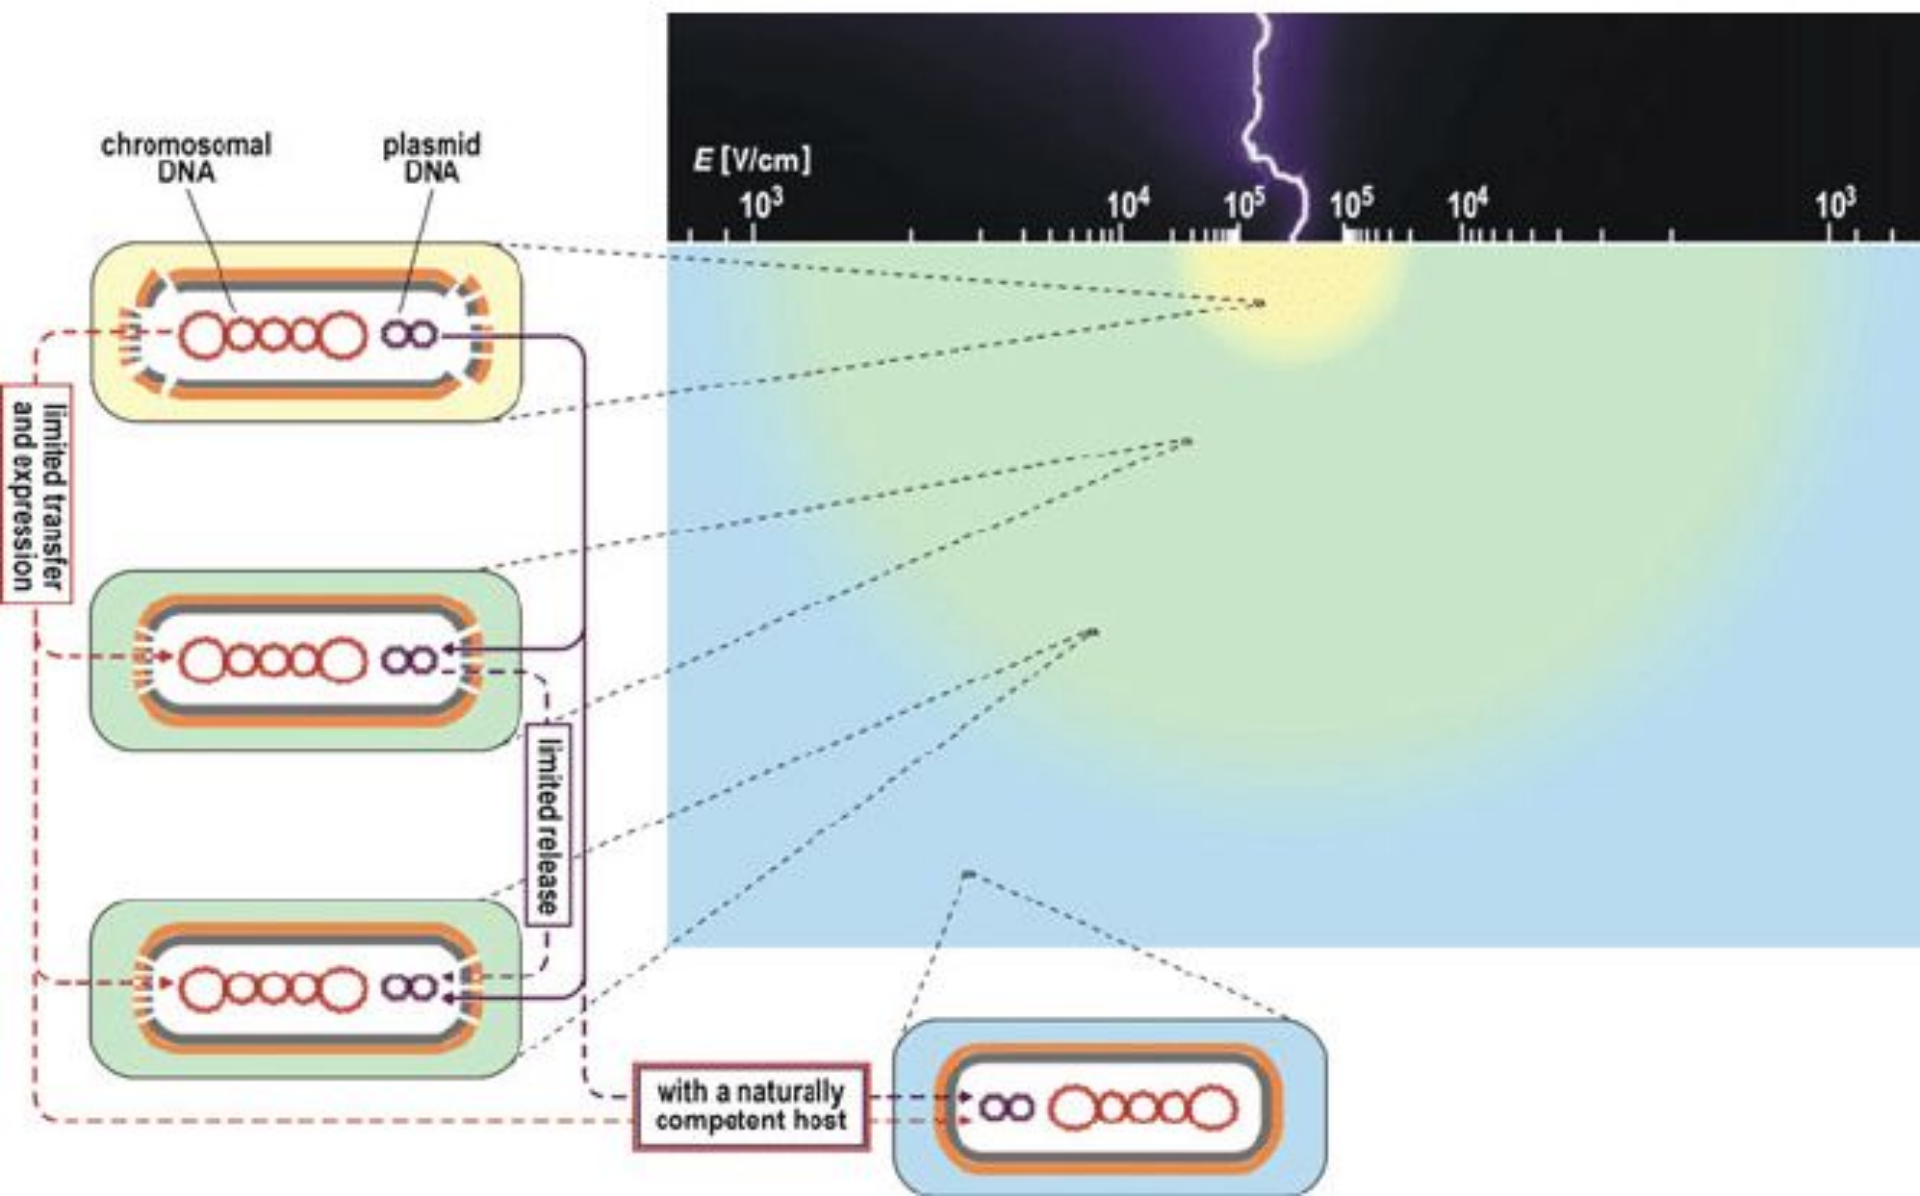 chromosomal
DNA
plasmid
DNA
E [V/cm]
10³
10⁴
10⁵
10⁵
10⁴
10³
limited transfer
and expression
limited release
with a naturally
competent host